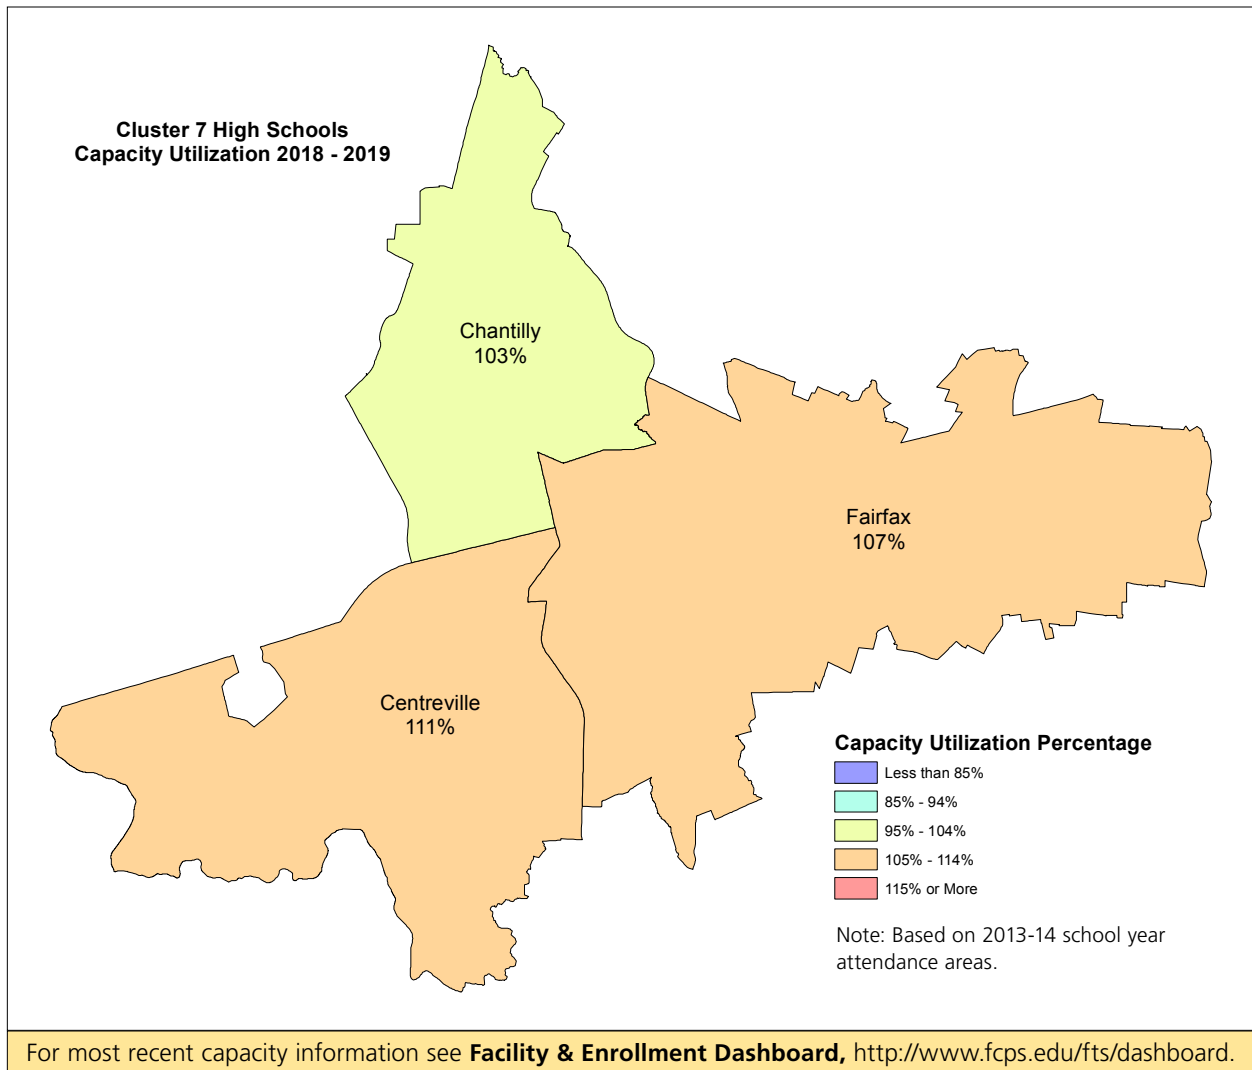 Cluster 7 High Schools
Capacity Utilization 2018 - 2019
Chantilly
103%
Fairfax
107%
Centreville
111%
Capacity Utilization Percentage
Less than 85%
85% - 94%
95% - 104%
105% - 114%
115% or More
Note: Based on 2013-14 school year
attendance areas.
For most recent capacity information see Facility & Enrollment Dashboard, http://www.fcps.edu/fts/dashboard.